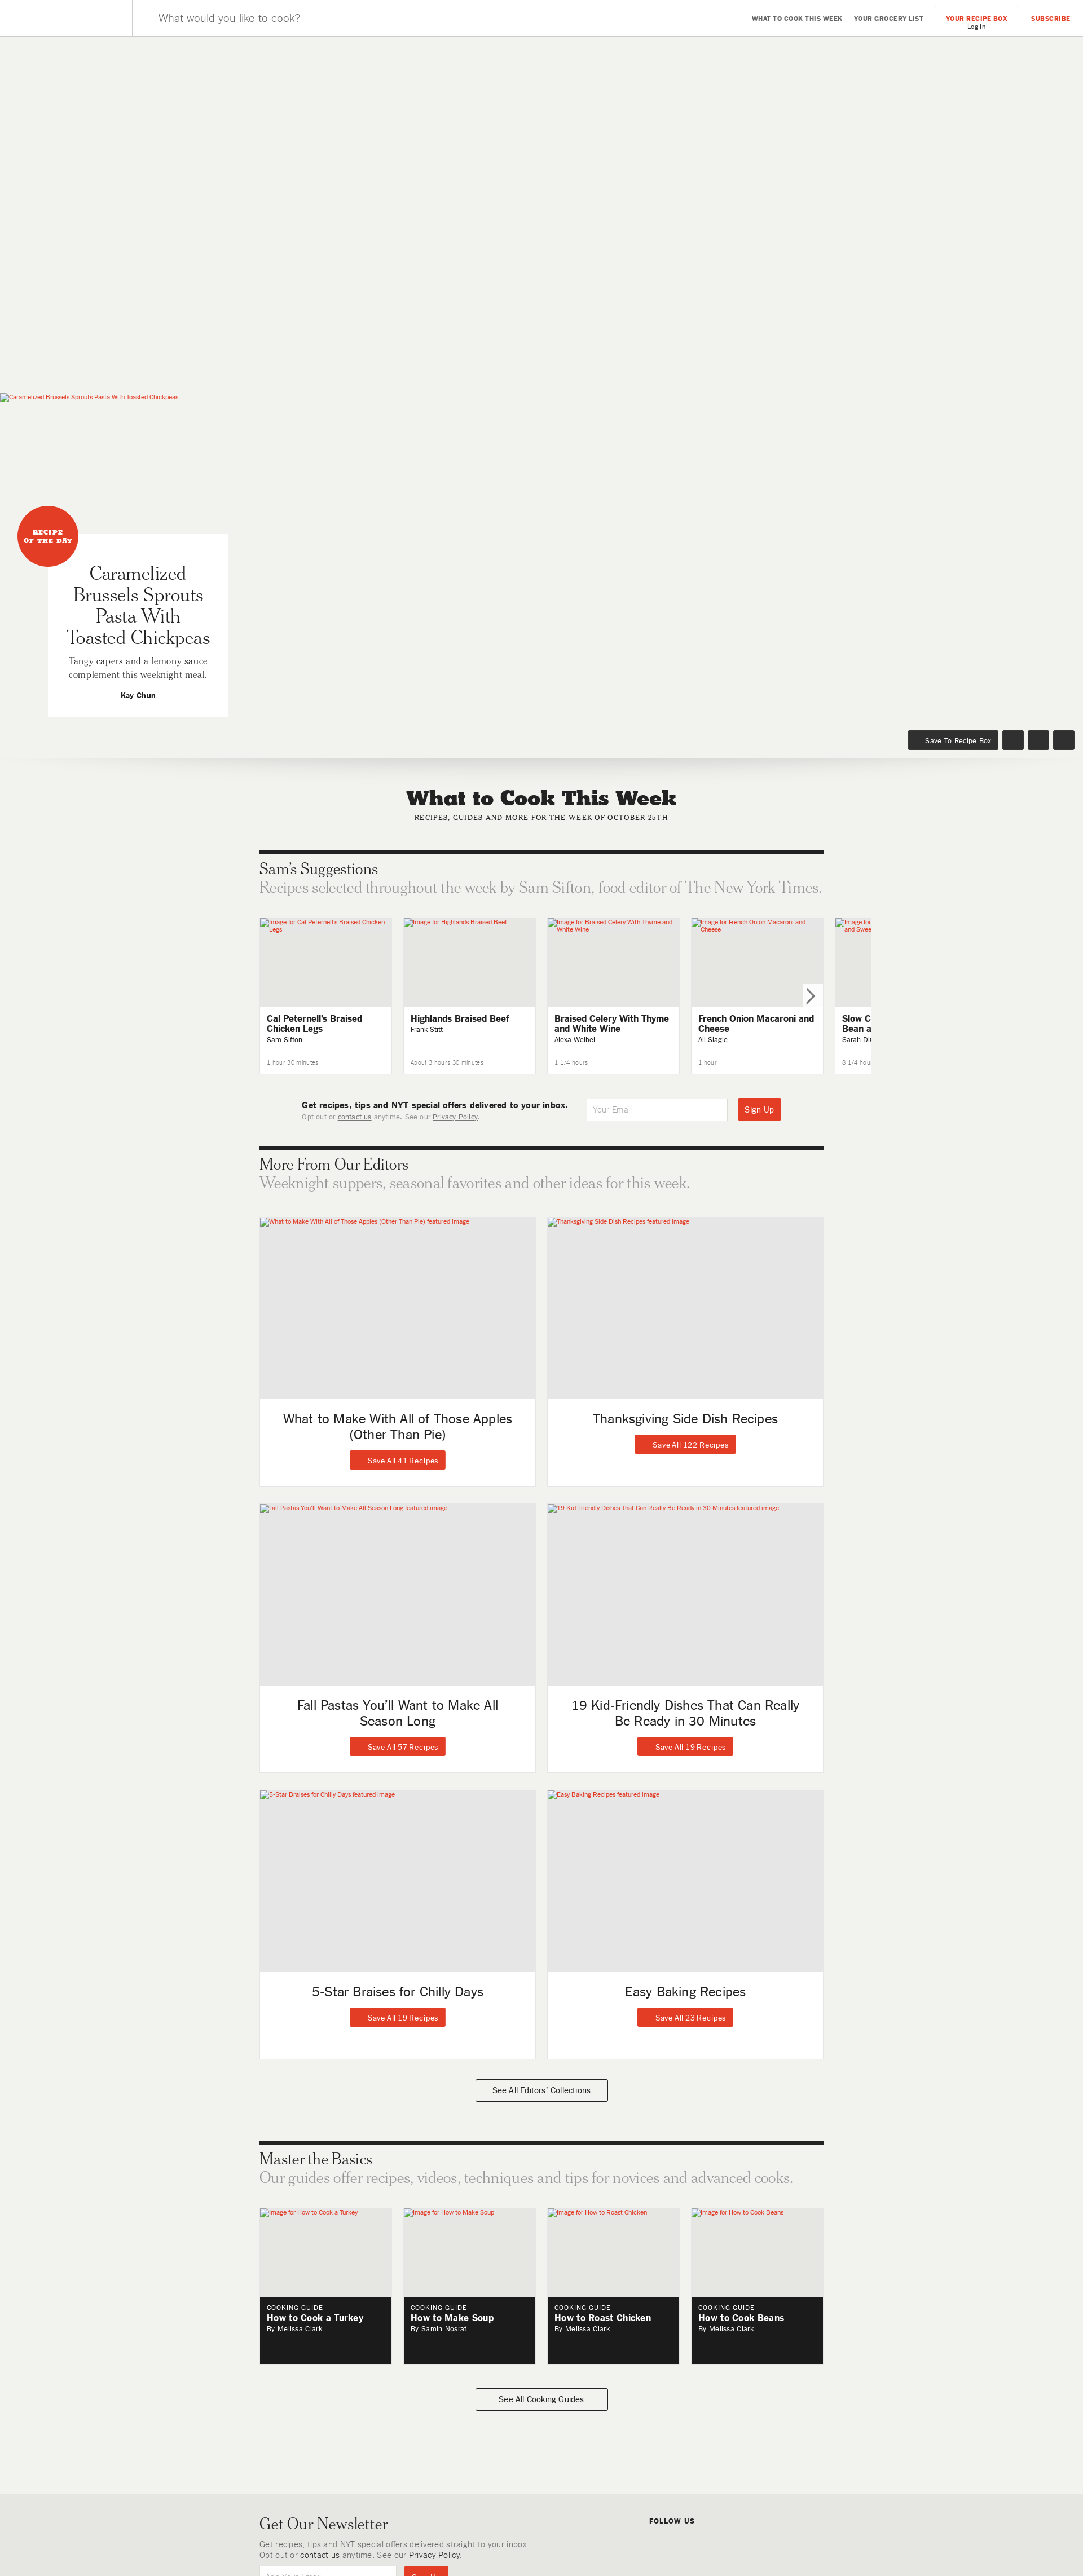 What would you like to cook?
WHAT TO COOK THIS WEEK
YOUR GROCERY LIST
YOUR RECIPE BOX
Log In
SUBSCRIBE
Caramelized Brussels Sprouts Pasta With Toasted Chickpeas
RECIPE
OF THE DAY
Caramelized
Brussels Sprouts
Pasta With
Toasted Chickpeas
Tangy capers and a lemony sauce
complement this weeknight meal.
Kay Chun
Save To Recipe Box
What to Cook This Week
RECIPES, GUIDES AND MORE FOR THE WEEK OF OCTOBER 25TH
Sam’s Suggestions
Recipes selected throughout the week by Sam Sifton, food editor of The New York Times.
Image for Cal Peternell's Braised Chicken
Legs
Cal Peternell's Braised
Chicken Legs
Sam Sifton
1 hour 30 minutes
Image for Highlands Braised Beef
Highlands Braised Beef
Frank Stitt
About 3 hours 30 minutes
Image for Braised Celery With Thyme and
White Wine
Braised Celery With Thyme
and White Wine
Alexa Weibel
1 1/4 hours
Image for French Onion Macaroni and
Cheese
French Onion Macaroni and
Cheese
Ali Slagle
1 hour
Image for
and Swee
Slow C
Bean a
Sarah DiG
8 1/4 hou
Get recipes, tips and NYT special offers delivered to your inbox.
Opt out or contact us anytime. See our Privacy Policy.
Your Email
Sign Up
More From Our Editors
Weeknight suppers, seasonal favorites and other ideas for this week.
What to Make With All of Those Apples (Other Than Pie) featured image
What to Make With All of Those Apples
(Other Than Pie)
Save All 41 Recipes
Thanksgiving Side Dish Recipes featured image
Thanksgiving Side Dish Recipes
Save All 122 Recipes
Fall Pastas You’ll Want to Make All Season Long featured image
Fall Pastas You’ll Want to Make All
Season Long
Save All 57 Recipes
19 Kid-Friendly Dishes That Can Really Be Ready in 30 Minutes featured image
19 Kid-Friendly Dishes That Can Really
Be Ready in 30 Minutes
Save All 19 Recipes
5-Star Braises for Chilly Days featured image
5-Star Braises for Chilly Days
Save All 19 Recipes
Easy Baking Recipes featured image
Easy Baking Recipes
Save All 23 Recipes
See All Editors’ Collections
Master the Basics
Our guides offer recipes, videos, techniques and tips for novices and advanced cooks.
Image for How to Cook a Turkey
COOKING GUIDE
How to Cook a Turkey
By Melissa Clark
Image for How to Make Soup
COOKING GUIDE
How to Make Soup
By Samin Nosrat
Image for How to Roast Chicken
COOKING GUIDE
How to Roast Chicken
By Melissa Clark
Image for How to Cook Beans
COOKING GUIDE
How to Cook Beans
By Melissa Clark
See All Cooking Guides
Get Our Newsletter
Get recipes, tips and NYT special offers delivered straight to your inbox.
Opt out or contact us anytime. See our Privacy Policy.
FOLLOW US